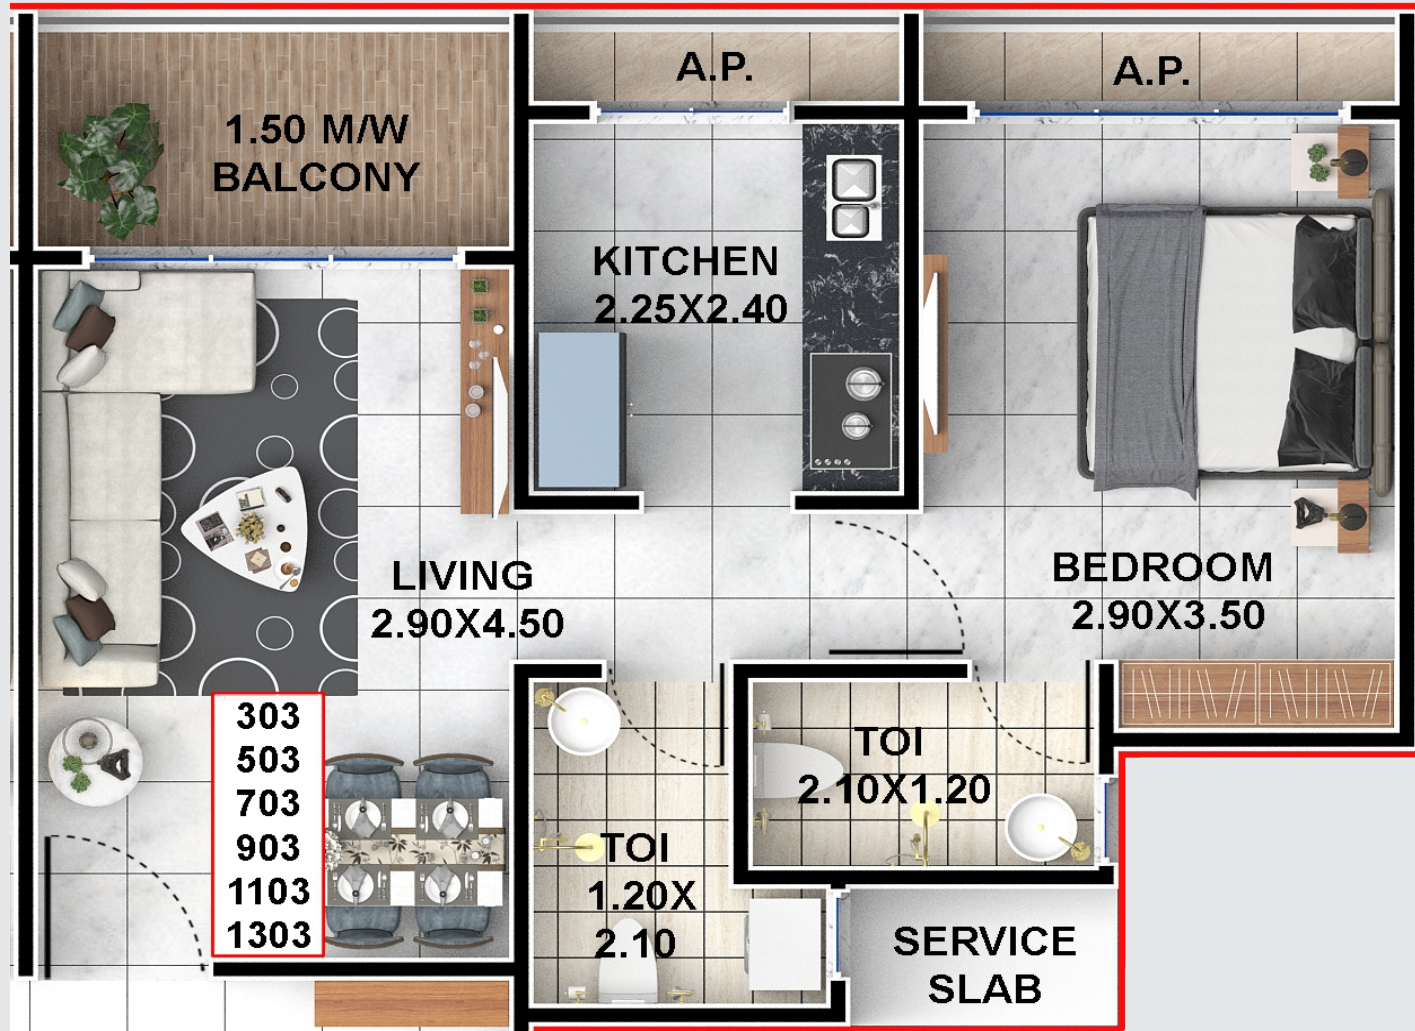 A.P.
A.P.
1.50 M/W
BALCONY
KITCHEN
2.25X2.40
LIVING
2.90X4.50
BEDROOM
2.90X3.50
303
503
703
903
1103
1303
TOI
2.10X1.20
TOI
1.20X
2.10
SERVICE
SLAB